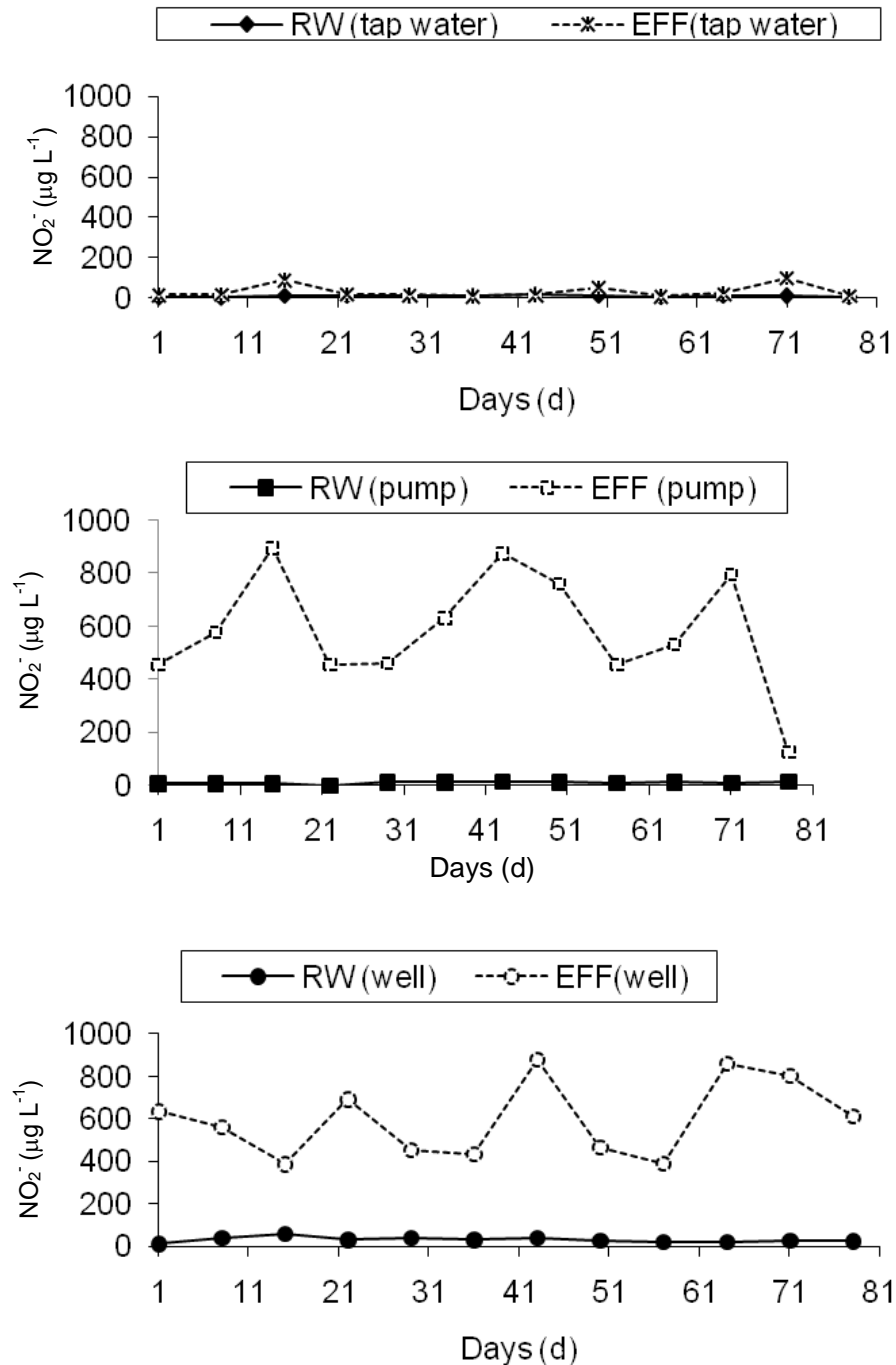 RW (tap water) EFF(tap water)
1000
800
600
400
200
0
NO₂⁻ (µg L⁻¹)
1 11 21 31 41 51 61 71 81
Days (d)
RW (pump) EFF (pump)
1000
800
600
400
200
0
NO₂⁻ (µg L⁻¹)
1 11 21 31 41 51 61 71 81
Days (d)
RW (well) EFF(well)
1000
800
600
400
200
0
NO₂⁻ (µg L⁻¹)
1 11 21 31 41 51 61 71 81
Days (d)